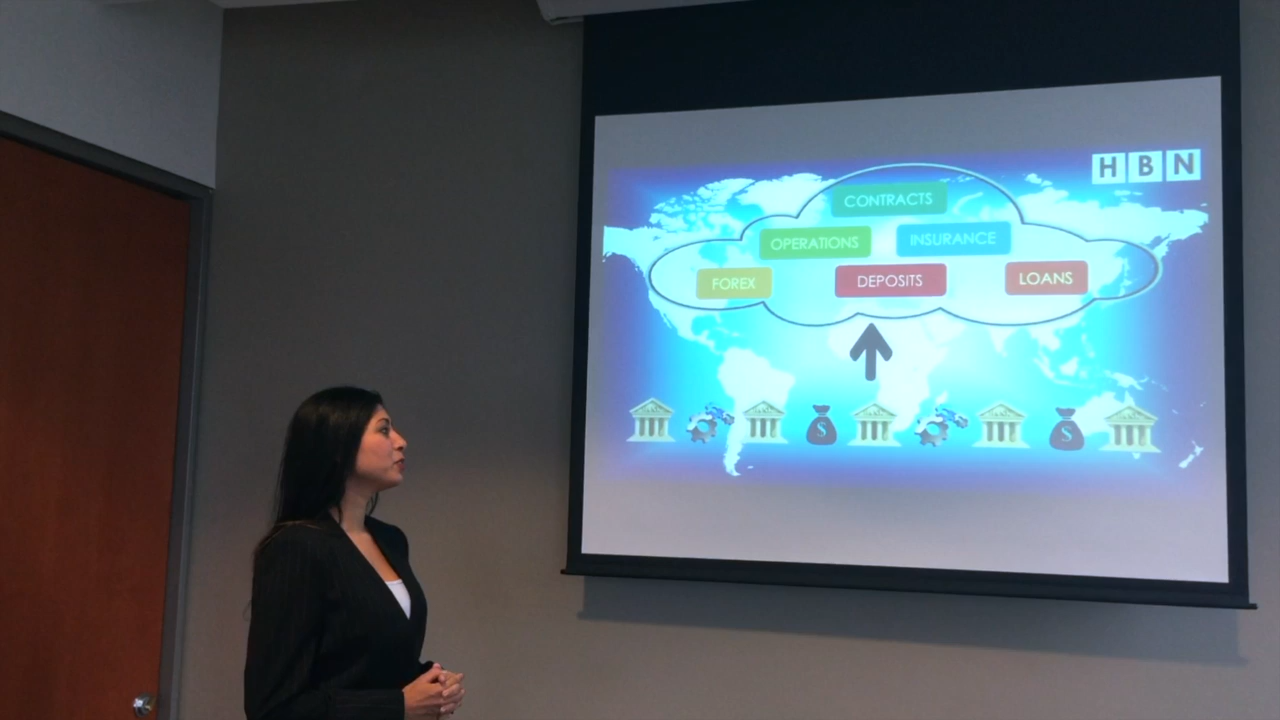 HBN
CONTRACTS
OPERATIONS INSURANCE
FOREX DEPOSITS LOANS
$ $